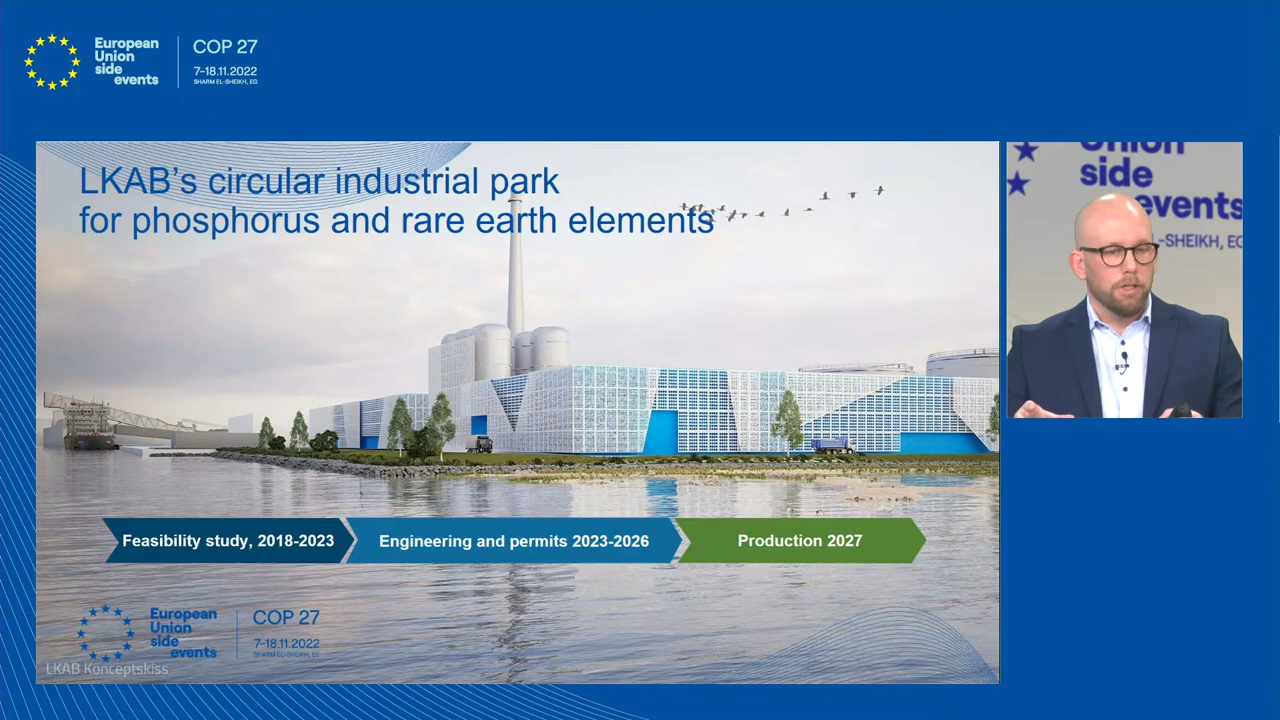 European
Union
side
events
COP 27
7-18.11.2022
SHARM EL-SHEIKH, EG
LKAB's circular industrial park
for phosphorus and rare earth elements
Union
side
events
EL-SHEIKH, EG
Feasibility study, 2018-2023
Engineering and permits 2023-2026
Production 2027
European
Union
side
events
COP 27
7-18.11.2022
SHARM EL-SHEIKH, EG
LKAB Konceptskiss